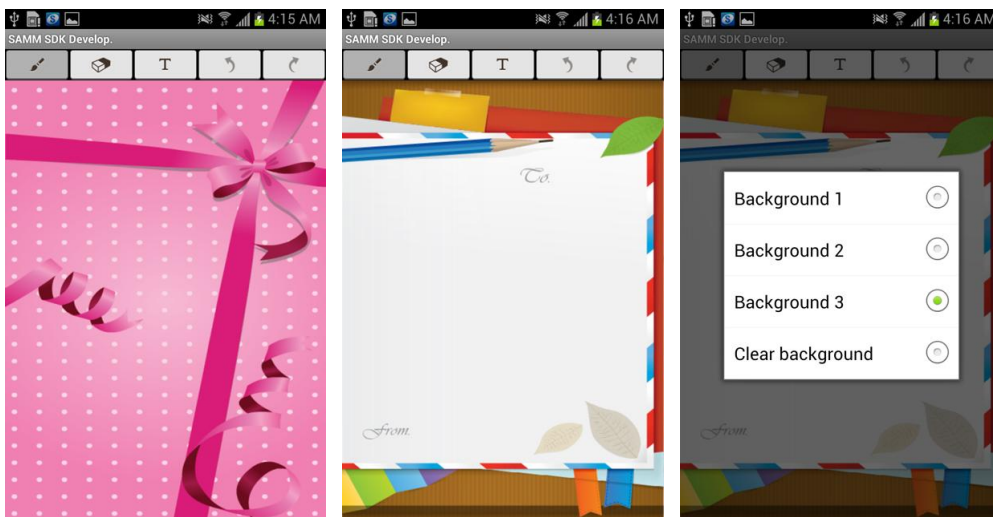 4:15 AM
SAMM SDK Develop.
T
4:16 AM
SAMM SDK Develop.
T
To.
From.
4:16 AM
SAMM SDK Develop.
T
Background 1
Background 2
Background 3
Clear background
From.